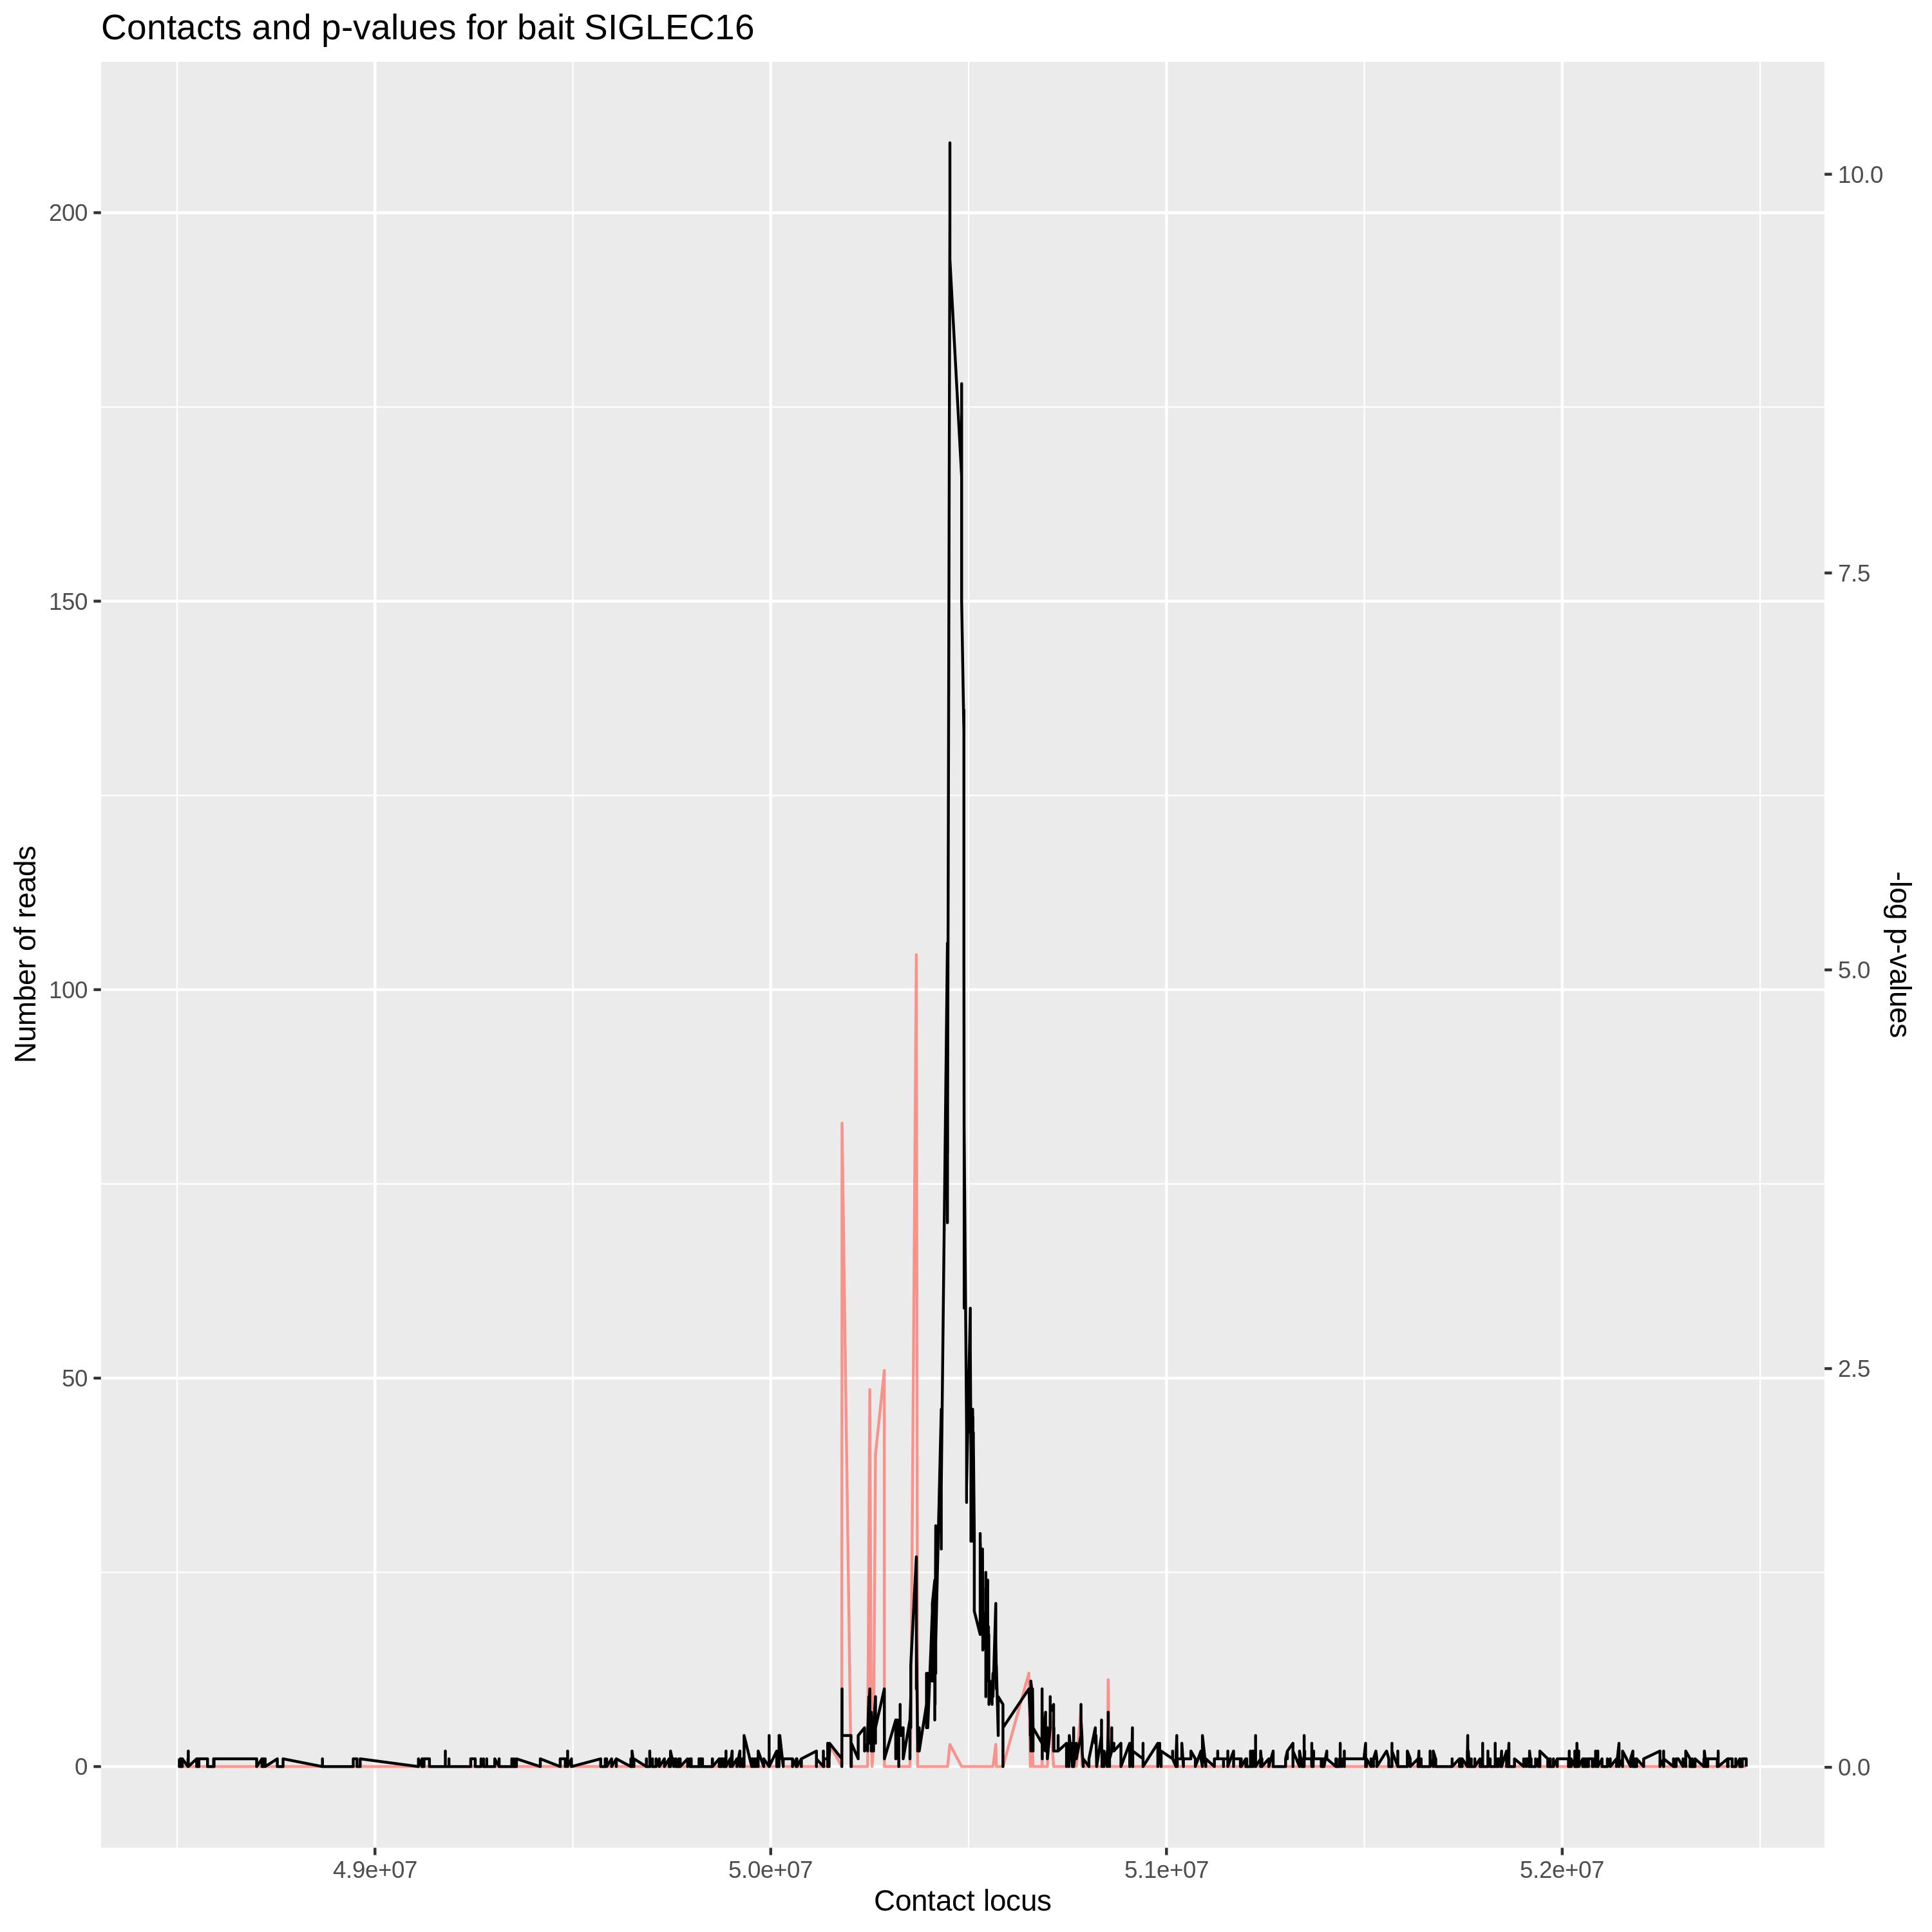 Contacts and p-values for bait SIGLEC16
Number of reads
200
150
100
50
0
10.0
7.5
5.0
2.5
0.0
-log p-values
4.9e+07
5.0e+07
5.1e+07
5.2e+07
Contact locus